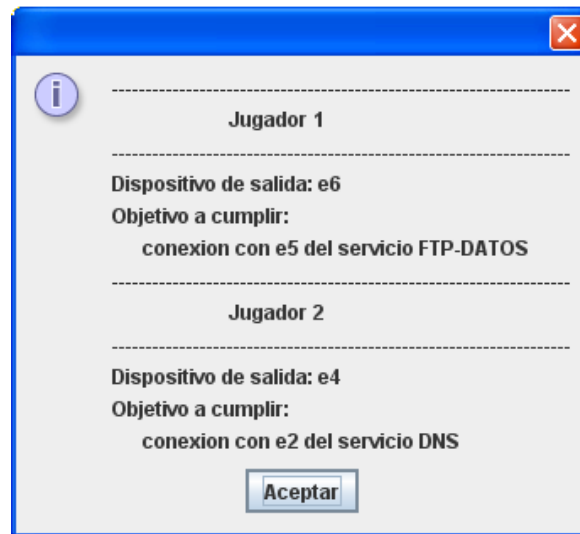 Jugador 1
Dispositivo de salida: e6
Objetivo a cumplir:
conexion con e5 del servicio FTP-DATOS
Jugador 2
Dispositivo de salida: e4
Objetivo a cumplir:
conexion con e2 del servicio DNS
Aceptar